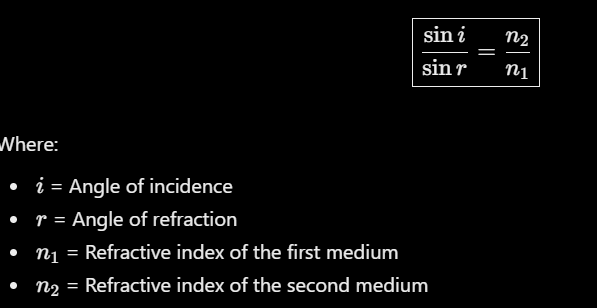 sin i / sin r = n₂ / n₁
Where:
• i = Angle of incidence
• r = Angle of refraction
• n₁ = Refractive index of the first medium
• n₂ = Refractive index of the second medium